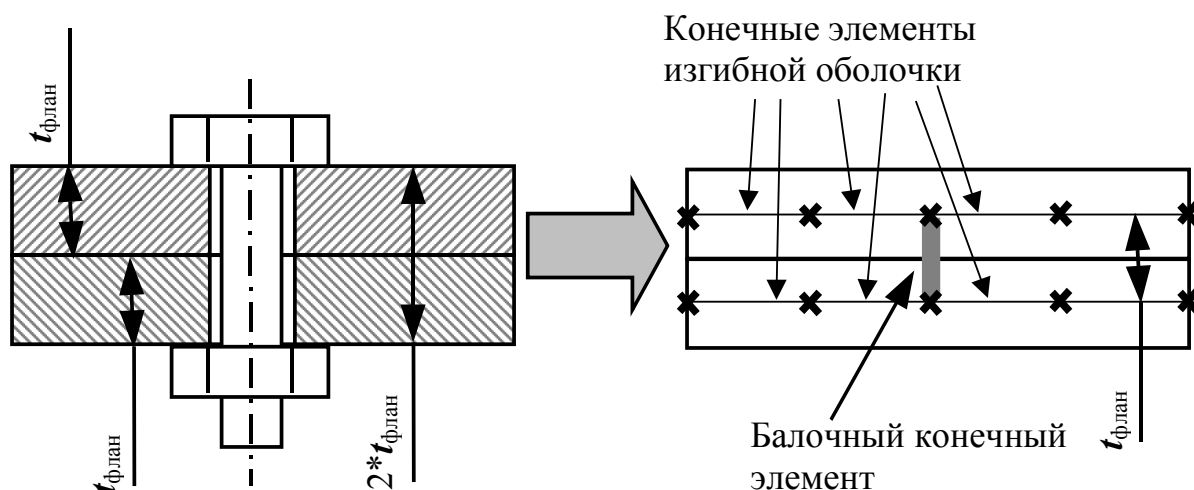 Конечные элементы
изгибной оболочки
tфлан
tфлан
2*tфлан
tфлан
Балочный конечный
элемент